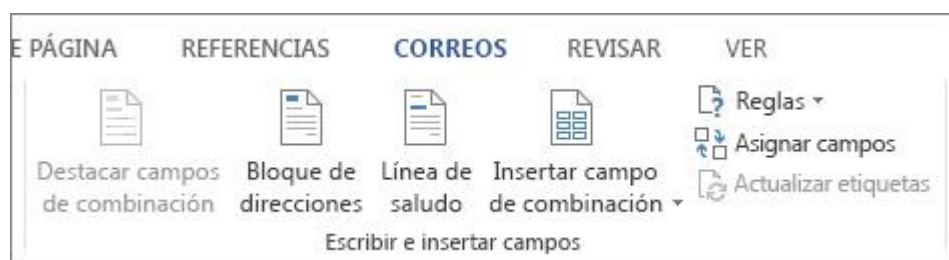 E PÁGINA REFERENCIAS CORREOS REVISAR VER
Destacar campos
de combinación
Bloque de
direcciones
Línea de
saludo
Insertar campo
de combinación
Reglas
Asignar campos
Actualizar etiquetas
Escribir e insertar campos